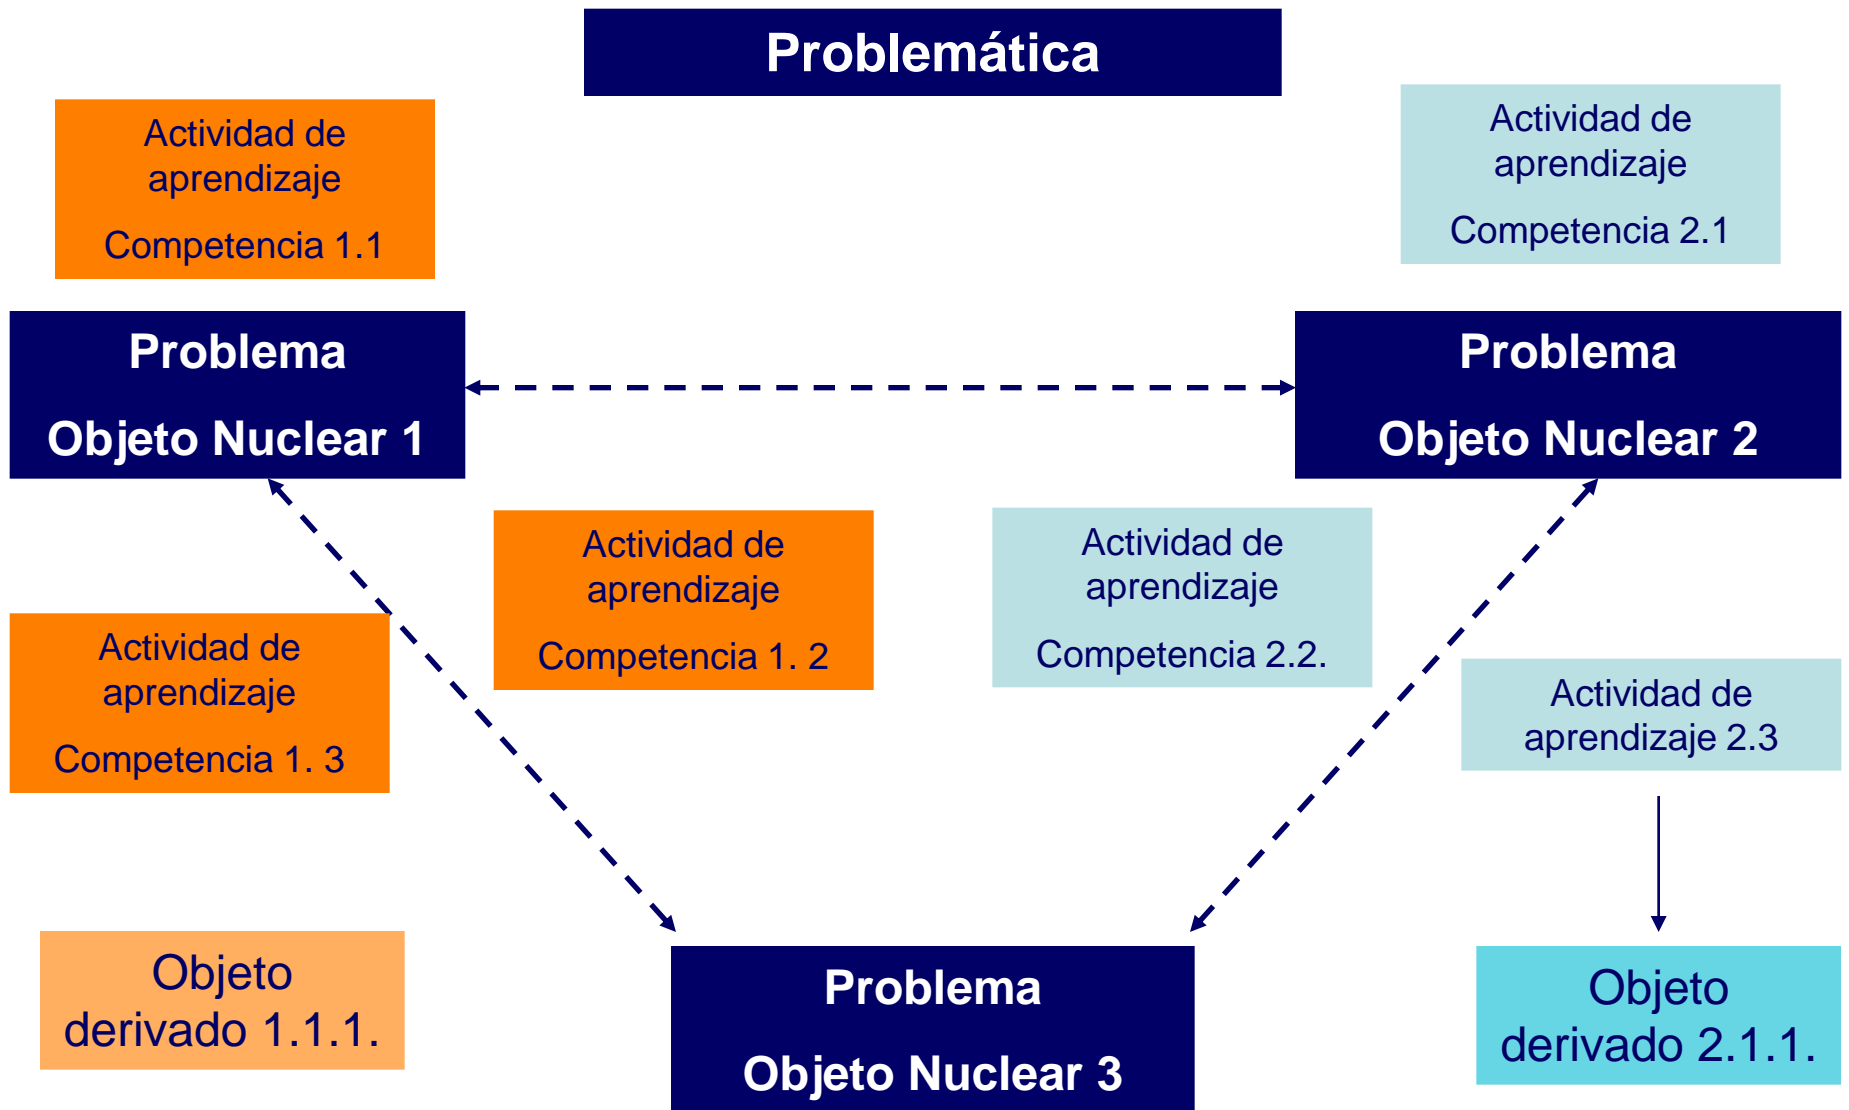 Problemática
Actividad de
aprendizaje
Competencia 1.1
Actividad de
aprendizaje
Competencia 2.1
Problema
Objeto Nuclear 1
Problema
Objeto Nuclear 2
Actividad de
aprendizaje
Competencia 1. 2
Actividad de
aprendizaje
Competencia 2.2.
Actividad de
aprendizaje
Competencia 1. 3
Actividad de
aprendizaje 2.3
Objeto
derivado 1.1.1.
Problema
Objeto Nuclear 3
Objeto
derivado 2.1.1.